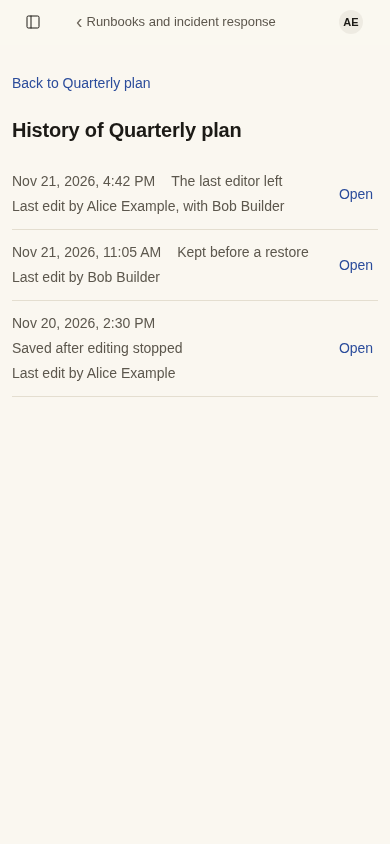 ‹ Runbooks and incident response
AE
Back to Quarterly plan
History of Quarterly plan
Nov 21, 2026, 4:42 PM The last editor left
Last edit by Alice Example, with Bob Builder
Open
Nov 21, 2026, 11:05 AM Kept before a restore
Last edit by Bob Builder
Open
Nov 20, 2026, 2:30 PM
Saved after editing stopped
Last edit by Alice Example
Open